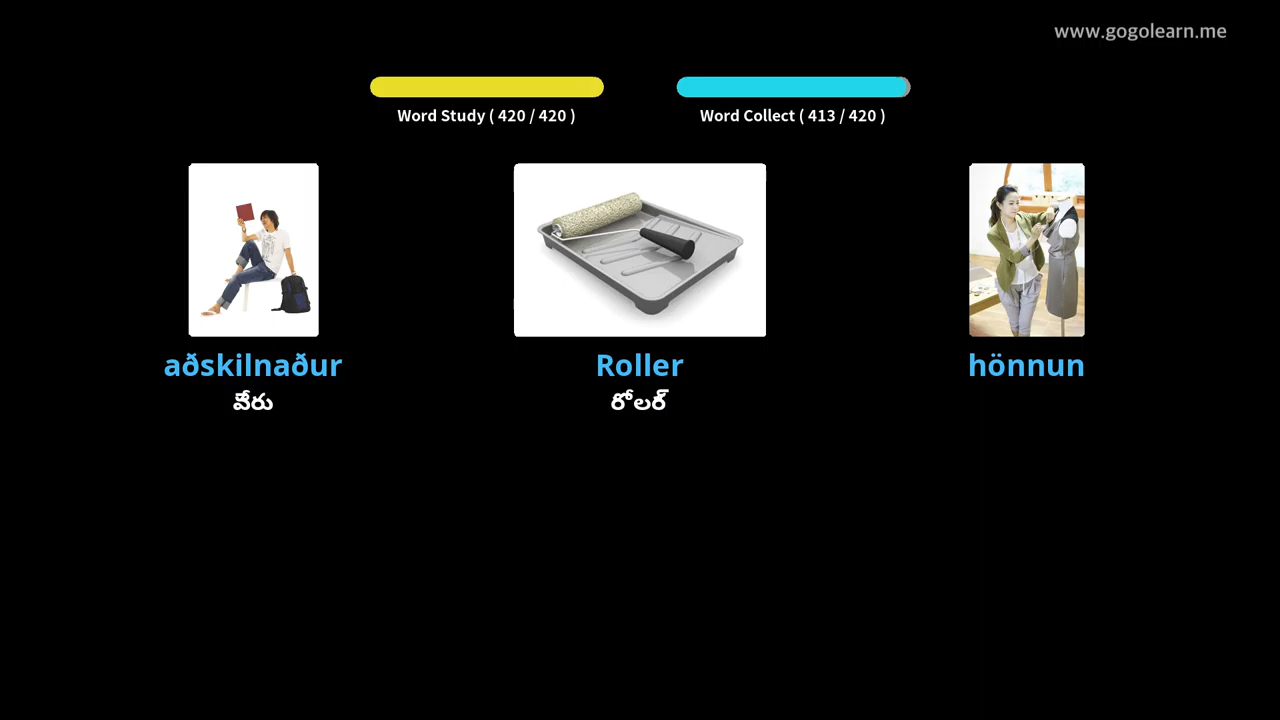 www.gogolearn.me
Word Study ( 420 / 420 )
Word Collect ( 413 / 420 )
aðskilnaður
Roller
hönnun
వేరు
రోలర్